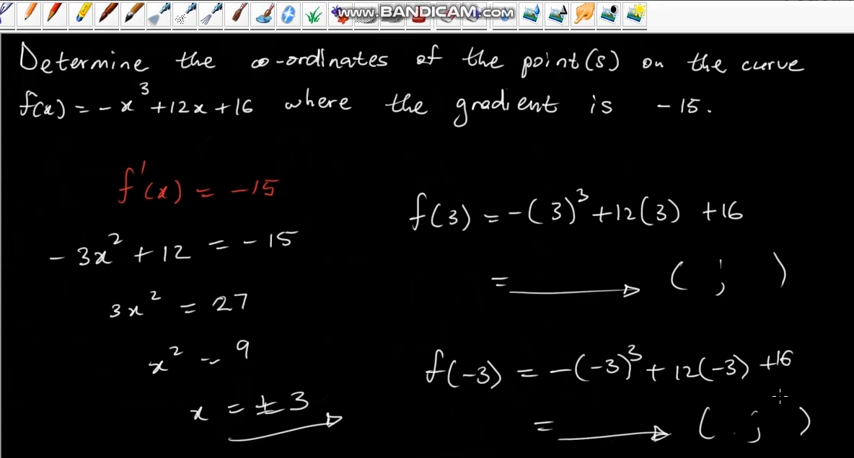 www.BANDICAM.com
Determine the co-ordinates of the point(s) on the curve
f(x) = -x³ + 12x + 16 where the gradient is -15.
f'(x) = -15
-3x² + 12 = -15
3x² = 27
x² = 9
x = ±3
f(3) = -(3)³ + 12(3) + 16
= ( ; )
f(-3) = -(-3)³ + 12(-3) + 16
= ( ; )